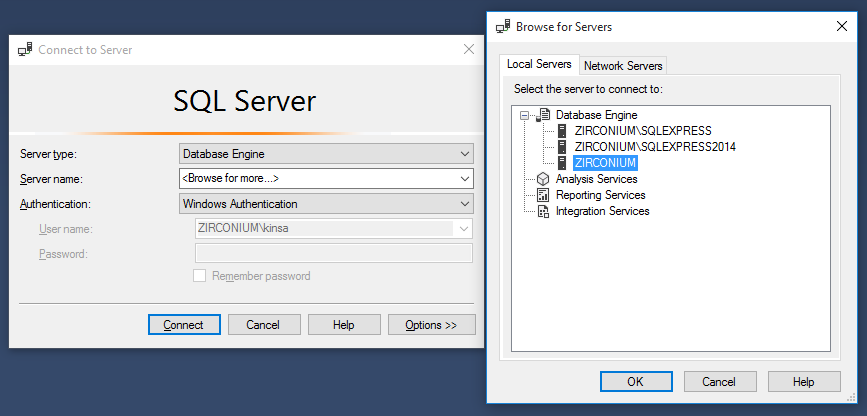 Connect to Server
SQL Server
Server type: Database Engine
Server name: <Browse for more...>
Authentication: Windows Authentication
User name: ZIRCONIUM\kinsa
Password:
Remember password
Connect Cancel Help Options >>
Browse for Servers
Local Servers Network Servers
Select the server to connect to:
Database Engine
ZIRCONIUM\SQLEXPRESS
ZIRCONIUM\SQLEXPRESS2014
ZIRCONIUM
Analysis Services
Reporting Services
Integration Services
OK Cancel Help